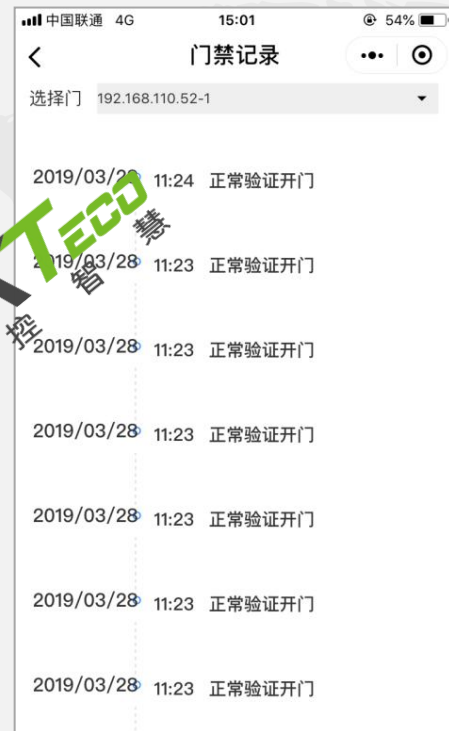 中国联通 4G 15:01 54%
门禁记录
选择门 192.168.110.52-1
2019/03/28 11:24 正常验证开门
TECO
智慧
2019/03/28 11:23 正常验证开门
控
2019/03/28 11:23 正常验证开门
2019/03/28 11:23 正常验证开门
2019/03/28 11:23 正常验证开门
2019/03/28 11:23 正常验证开门
2019/03/28 11:23 正常验证开门